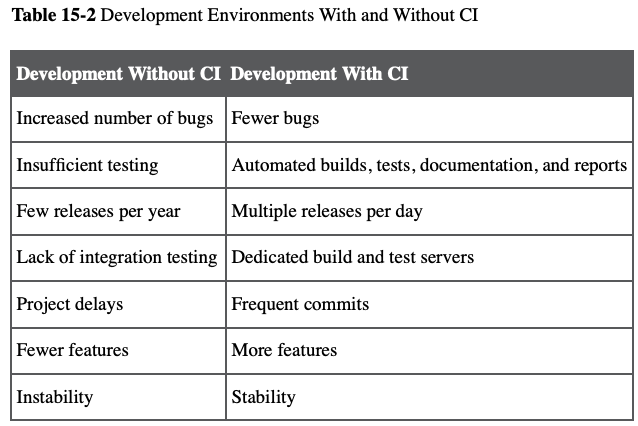 Table 15-2 Development Environments With and Without CI
Development Without CI Development With CI
Increased number of bugs Fewer bugs
Insufficient testing Automated builds, tests, documentation, and reports
Few releases per year Multiple releases per day
Lack of integration testing Dedicated build and test servers
Project delays Frequent commits
Fewer features More features
Instability Stability